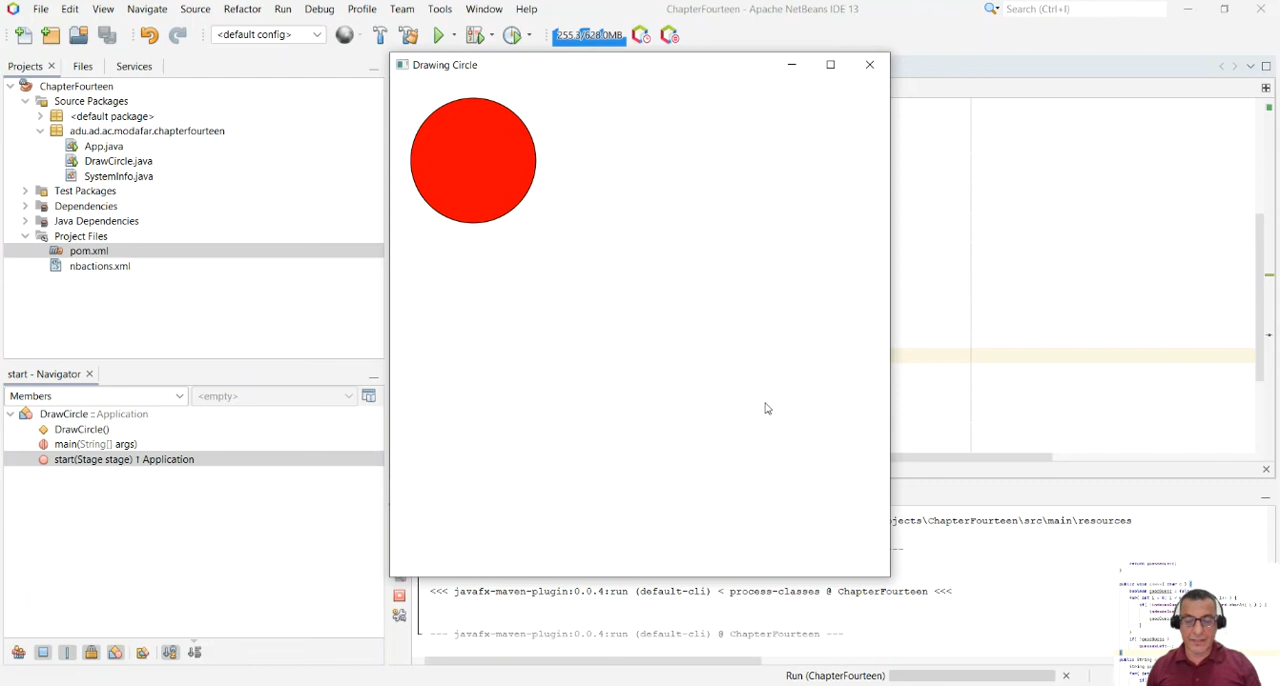 File Edit View Navigate Source Refactor Run Debug Profile Team Tools Window Help
ChapterFourteen - Apache NetBeans IDE 13
Search (Ctrl+I)
<default config>
255.3/628.0MB
Projects Files Services
Drawing Circle
ChapterFourteen
Source Packages
<default package>
adu.ad.ac.modafar.chapterfourteen
App.java
DrawCircle.java
SystemInfo.java
Test Packages
Dependencies
Java Dependencies
Project Files
pom.xml
nbactions.xml
start - Navigator
Members
<empty>
DrawCircle :: Application
DrawCircle()
main(String[] args)
start(Stage stage) ↑ Application
jects\ChapterFourteen\src\main\resources
--
<<< javafx-maven-plugin:0.0.4:run (default-cli) < process-classes @ ChapterFourteen <<<
--- javafx-maven-plugin:0.0.4:run (default-cli) @ ChapterFourteen ---
Run (ChapterFourteen)